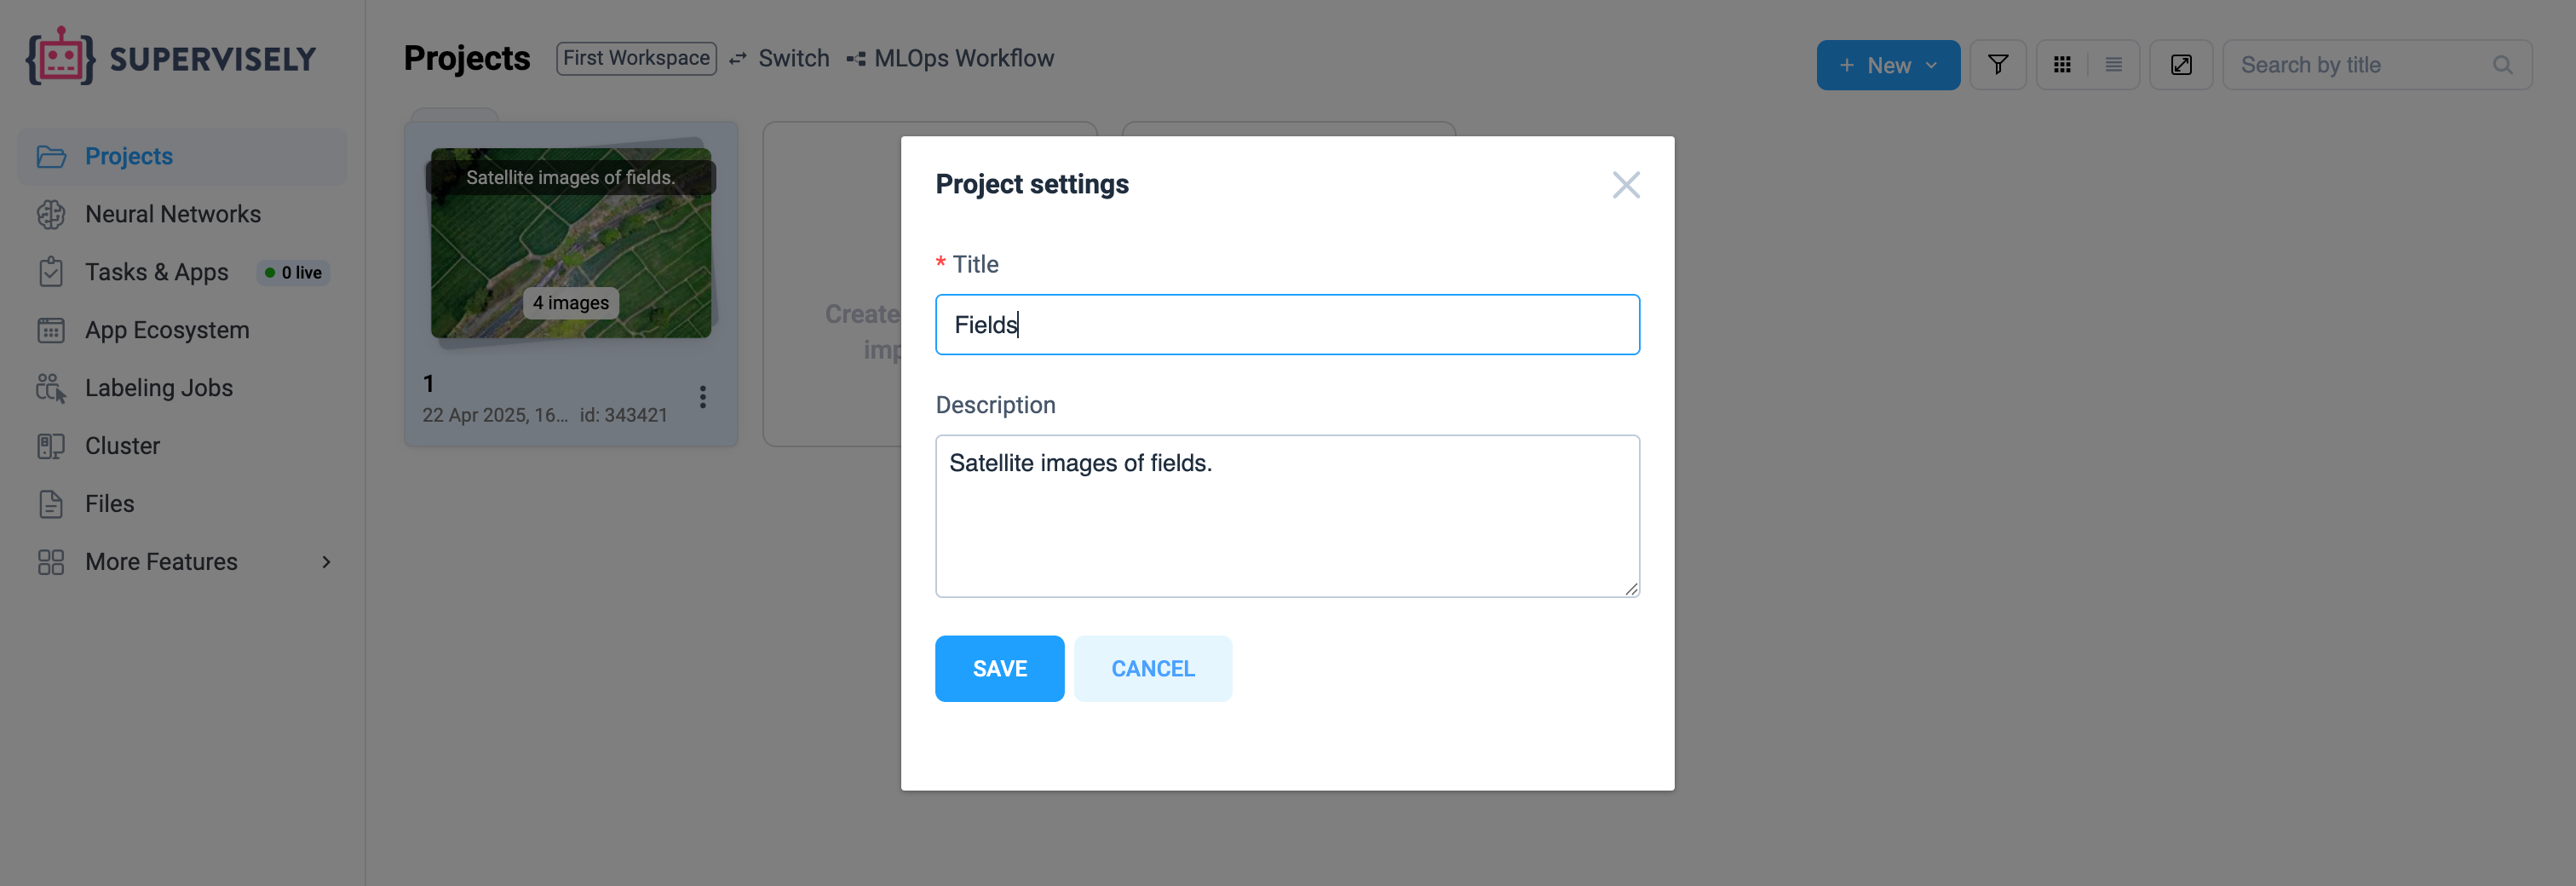 SUPERVISELY
Projects
First Workspace
Switch
MLOps Workflow
+ New
Search by title
Projects
Neural Networks
Tasks & Apps
0 live
App Ecosystem
Labeling Jobs
Cluster
Files
More Features
Satellite images of fields.
4 images
1
22 Apr 2025, 16... id: 343421
Create
Project settings
* Title
Fields
Description
Satellite images of fields.
SAVE
CANCEL